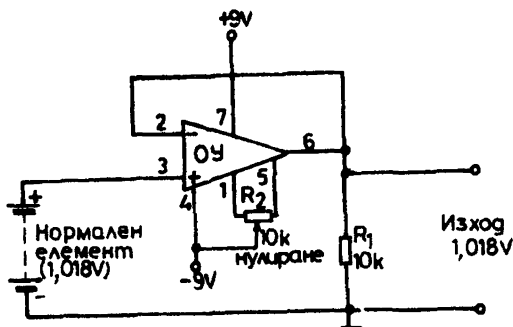 +9V
2
7
6
ОУ
3
1
5
4
R2
10k
нулиране
-9V
+
Нормален
елемент
(1,018V)
-
R1
10k
Изход
1,018V